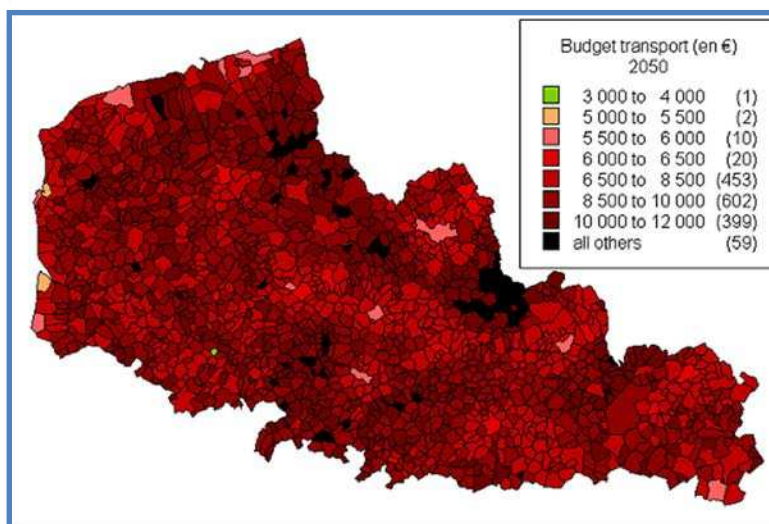 Budget transport (en €)
2050
3 000 to 4 000 (1)
5 000 to 5 500 (2)
5 500 to 6 000 (10)
6 000 to 6 500 (20)
6 500 to 8 500 (453)
8 500 to 10 000 (602)
10 000 to 12 000 (399)
all others (59)